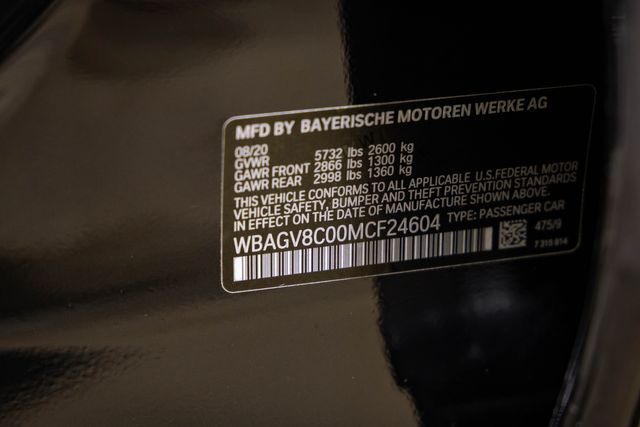 MFD BY BAYERISCHE MOTOREN WERKE AG
08/20
GVWR 5732 lbs 2600 kg
GAWR FRONT 2866 lbs 1300 kg
GAWR REAR 2998 lbs 1360 kg
THIS VEHICLE CONFORMS TO ALL APPLICABLE U.S.FEDERAL MOTOR
VEHICLE SAFETY, BUMPER AND THEFT PREVENTION STANDARDS
IN EFFECT ON THE DATE OF MANUFACTURE SHOWN ABOVE.
WBAGV8C00MCF24604 TYPE: PASSENGER CAR
475/9
7 315 814